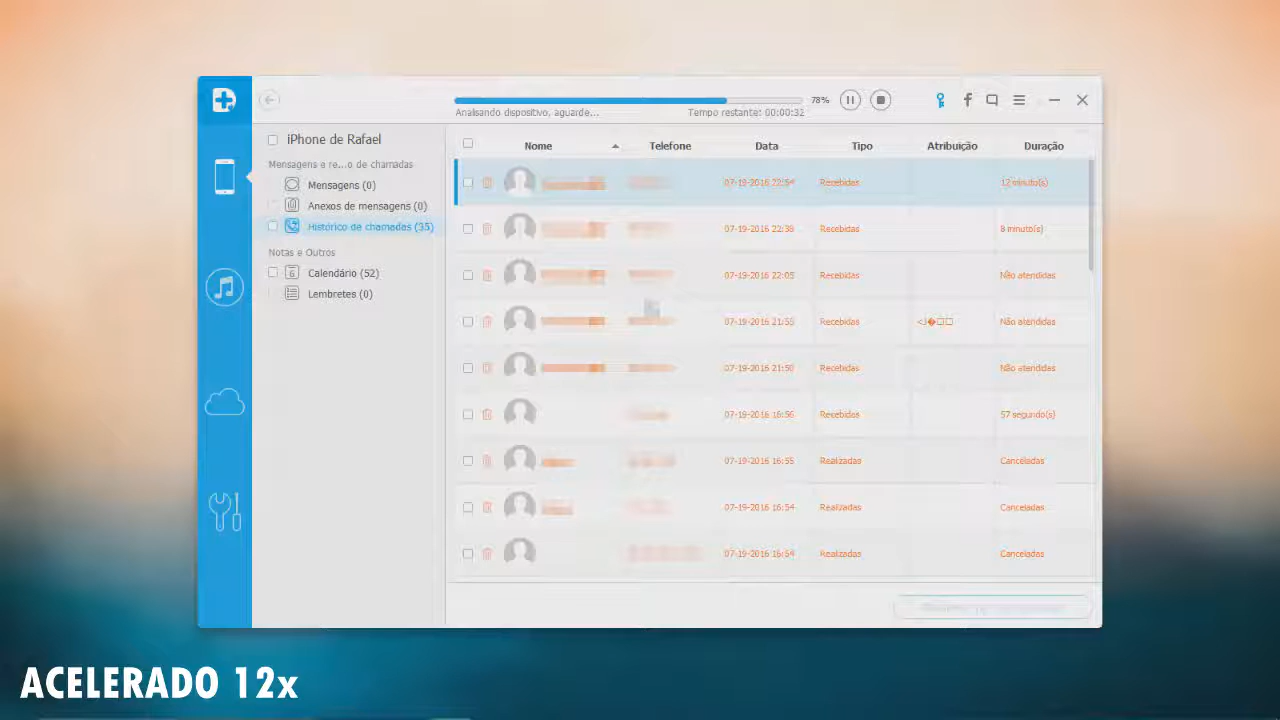 78%
Analisando dispositivo, aguarde...
Tempo restante: 00:00:32
iPhone de Rafael
Mensagens e re...o de chamadas
Mensagens (0)
Anexos de mensagens (0)
Histórico de chamadas (35)
Notas e Outros
Calendário (52)
Lembretes (0)
Nome Telefone Data Tipo Atribuição Duração
07-19-2016 22:54 Recebidas 12 minuto(s)
07-19-2016 22:38 Recebidas 8 minuto(s)
07-19-2016 22:05 Recebidas Não atendidas
07-19-2016 21:55 Recebidas Não atendidas
07-19-2016 21:50 Recebidas Não atendidas
07-19-2016 16:56 Recebidas 57 segundo(s)
07-19-2016 16:55 Realizadas Canceladas
07-19-2016 16:54 Realizadas Canceladas
07-19-2016 16:54 Realizadas Canceladas
ACELERADO 12x